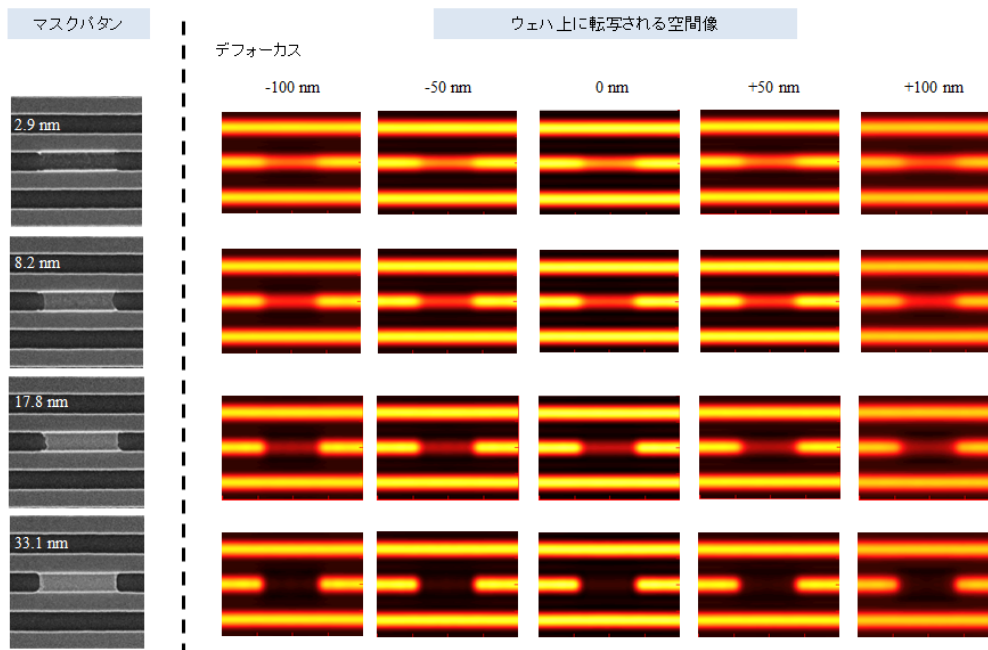 マスクパタン
ウェハ上に転写される空間像
デフォーカス
-100 nm
-50 nm
0 nm
+50 nm
+100 nm
2.9 nm
8.2 nm
17.8 nm
33.1 nm